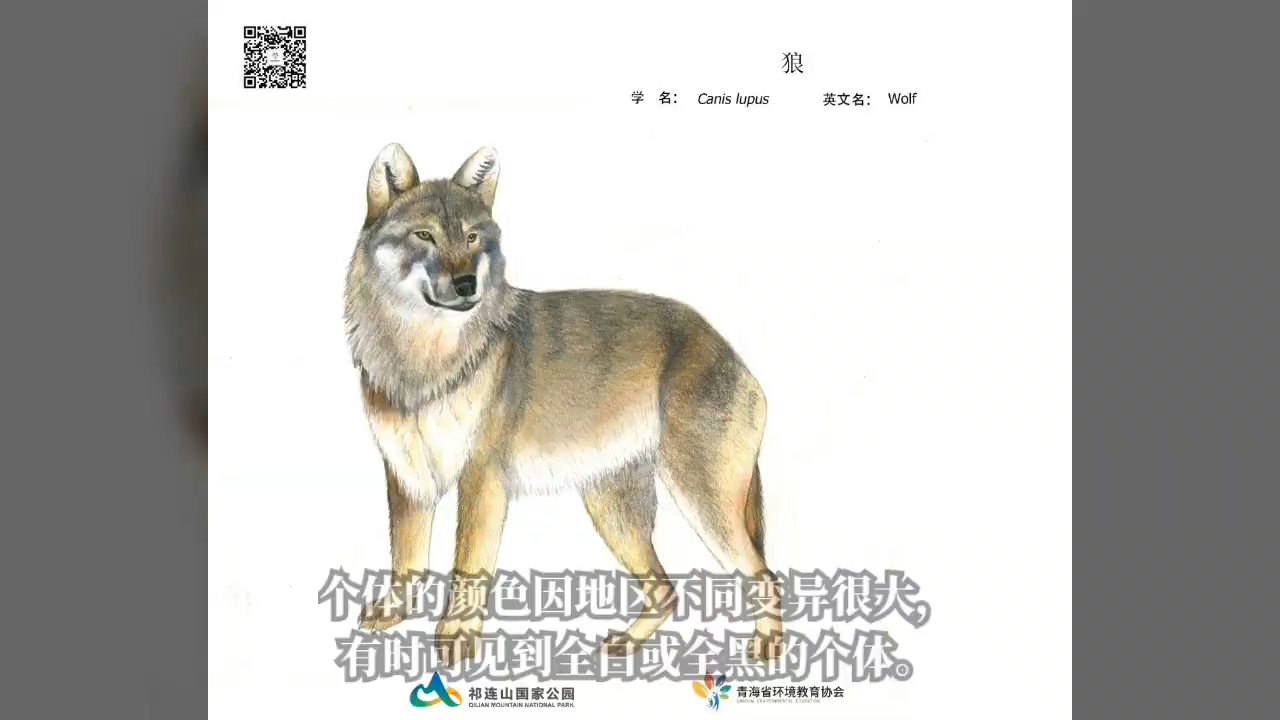 狼
学 名： Canis lupus 英文名： Wolf
个体的颜色因地区不同变异很大,
有时可见到全白或全黑的个体。
祁连山国家公园
QILIAN MOUNTAIN NATIONAL PARK
青海省环境教育协会